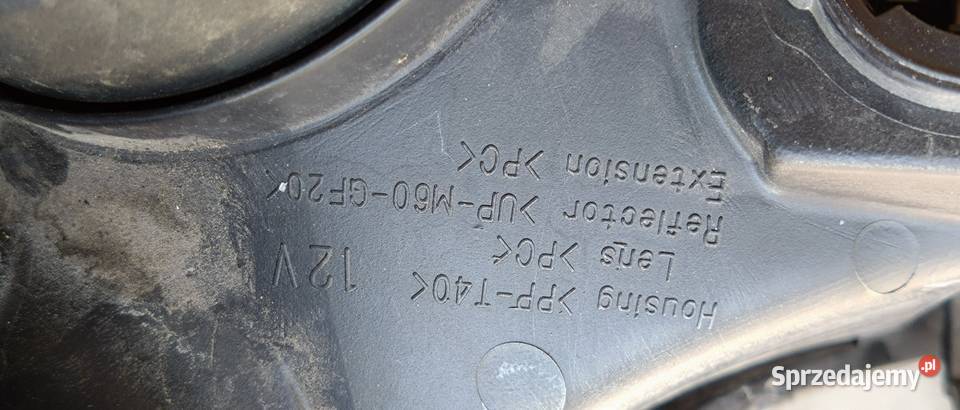 Housing >PP-T40<
Lens >PC<
Reflector >UP-M60-GF20<
Extension >PC<
12V
Sprzedajemy.pl